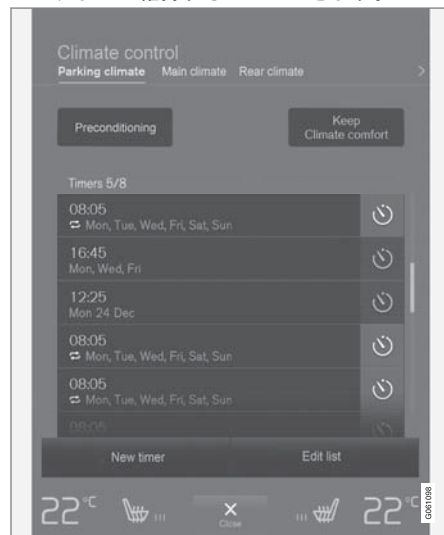 Climate control
Parking climate Main climate Rear climate
Preconditioning
Keep
Climate comfort
Timers 5/8
08:05
Mon, Tue, Wed, Fri, Sat, Sun
16:45
Mon, Wed, Fri
12:25
Mon 24 Dec
08:05
Mon, Tue, Wed, Fri, Sat, Sun
08:05
Mon, Tue, Wed, Fri, Sat, Sun
08:05
New timer Edit list
22°C 22°C
Close
G061098